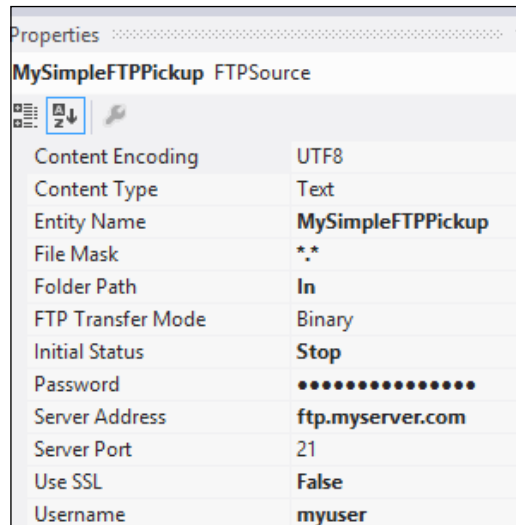 Properties
MySimpleFTPPickup FTPSource
Content Encoding UTF8
Content Type Text
Entity Name MySimpleFTPPickup
File Mask *.*
Folder Path In
FTP Transfer Mode Binary
Initial Status Stop
Password ●●●●●●●●●●●●●●●
Server Address ftp.myserver.com
Server Port 21
Use SSL False
Username myuser